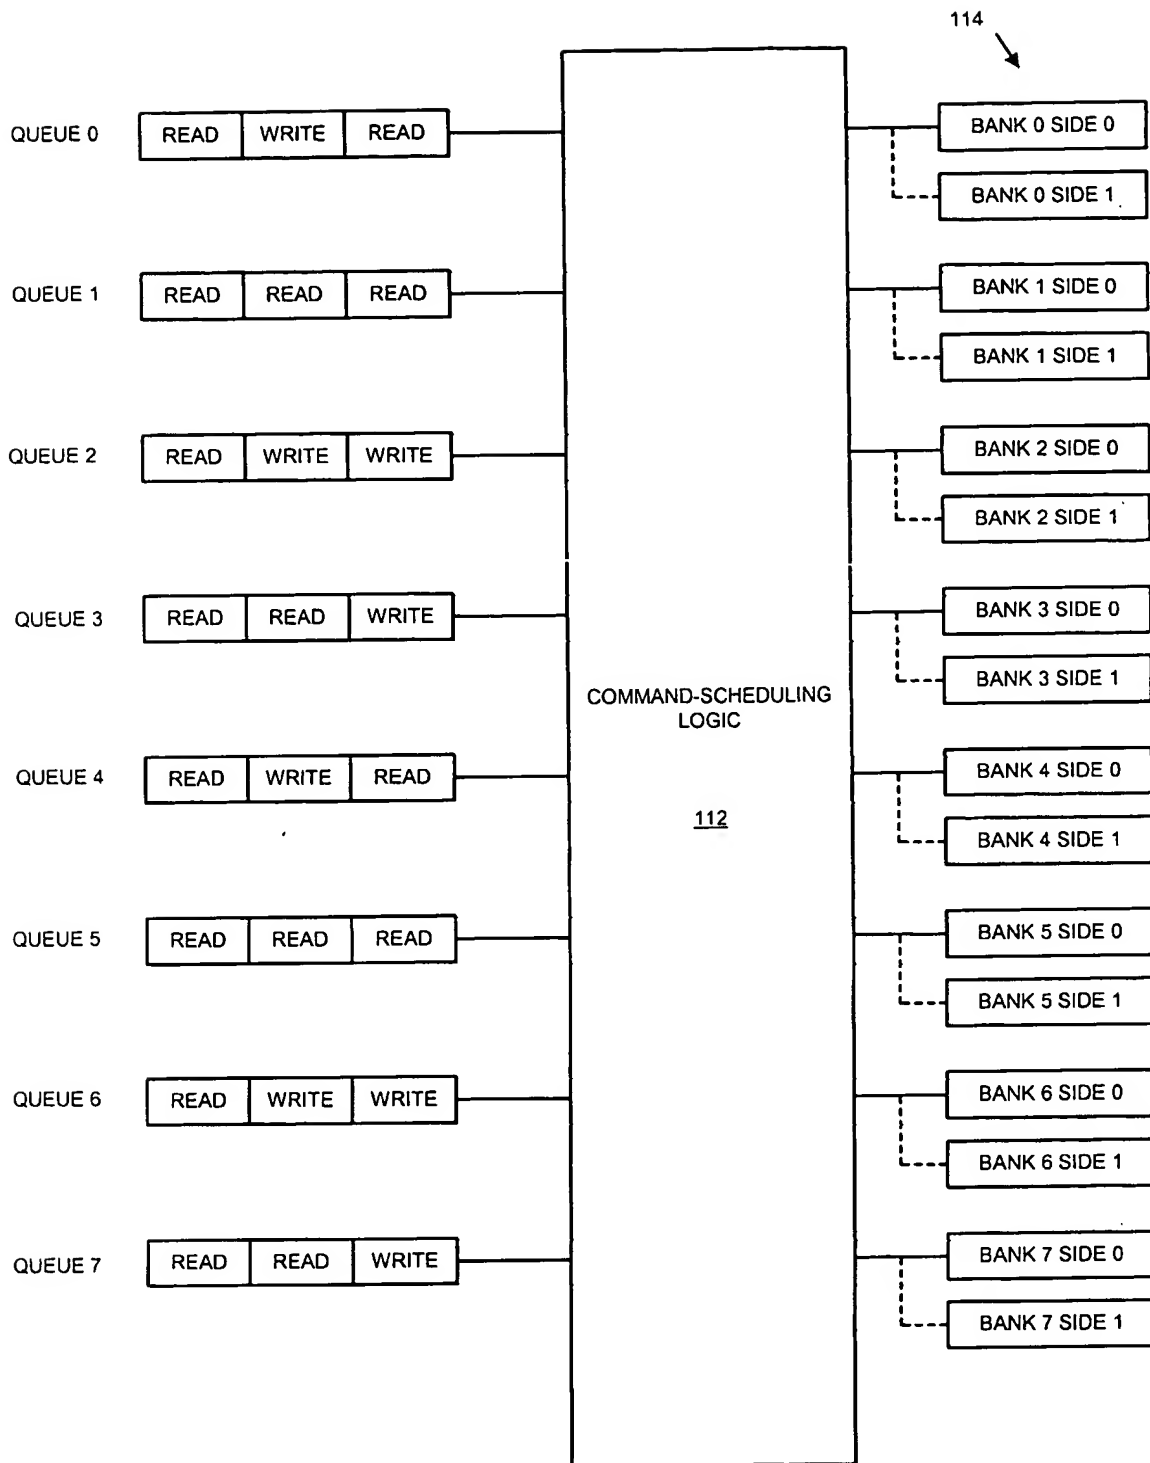 114
QUEUE 0 READ WRITE READ
BANK 0 SIDE 0
BANK 0 SIDE 1
QUEUE 1 READ READ READ
BANK 1 SIDE 0
BANK 1 SIDE 1
QUEUE 2 READ WRITE WRITE
BANK 2 SIDE 0
BANK 2 SIDE 1
QUEUE 3 READ READ WRITE
BANK 3 SIDE 0
BANK 3 SIDE 1
COMMAND-SCHEDULING
LOGIC
112
QUEUE 4 READ WRITE READ
BANK 4 SIDE 0
BANK 4 SIDE 1
QUEUE 5 READ READ READ
BANK 5 SIDE 0
BANK 5 SIDE 1
QUEUE 6 READ WRITE WRITE
BANK 6 SIDE 0
BANK 6 SIDE 1
QUEUE 7 READ READ WRITE
BANK 7 SIDE 0
BANK 7 SIDE 1